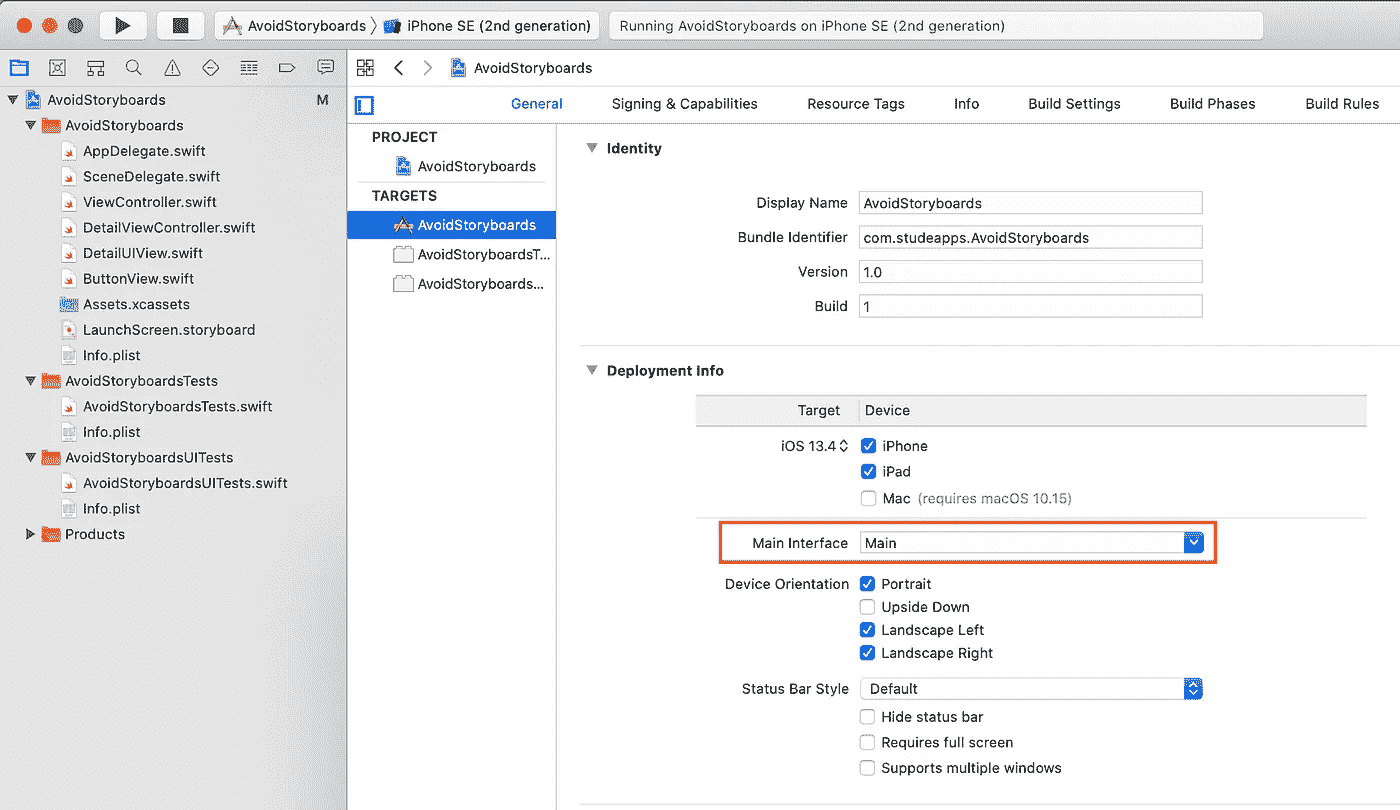 AvoidStoryboards iPhone SE (2nd generation) Running AvoidStoryboards on iPhone SE (2nd generation)
AvoidStoryboards
AvoidStoryboards M
AvoidStoryboards
AppDelegate.swift
SceneDelegate.swift
ViewController.swift
DetailViewController.swift
DetailUIView.swift
ButtonView.swift
Assets.xcassets
LaunchScreen.storyboard
Info.plist
AvoidStoryboardsTests
AvoidStoryboardsTests.swift
Info.plist
AvoidStoryboardsUITests
AvoidStoryboardsUITests.swift
Info.plist
Products
General Signing & Capabilities Resource Tags Info Build Settings Build Phases Build Rules
PROJECT
AvoidStoryboards
TARGETS
AvoidStoryboards
AvoidStoryboardsT...
AvoidStoryboards...
Identity
Display Name AvoidStoryboards
Bundle Identifier com.studeapps.AvoidStoryboards
Version 1.0
Build 1
Deployment Info
Target Device
iOS 13.4 iPhone
iPad
Mac (requires macOS 10.15)
Main Interface Main
Device Orientation Portrait
Upside Down
Landscape Left
Landscape Right
Status Bar Style Default
Hide status bar
Requires full screen
Supports multiple windows